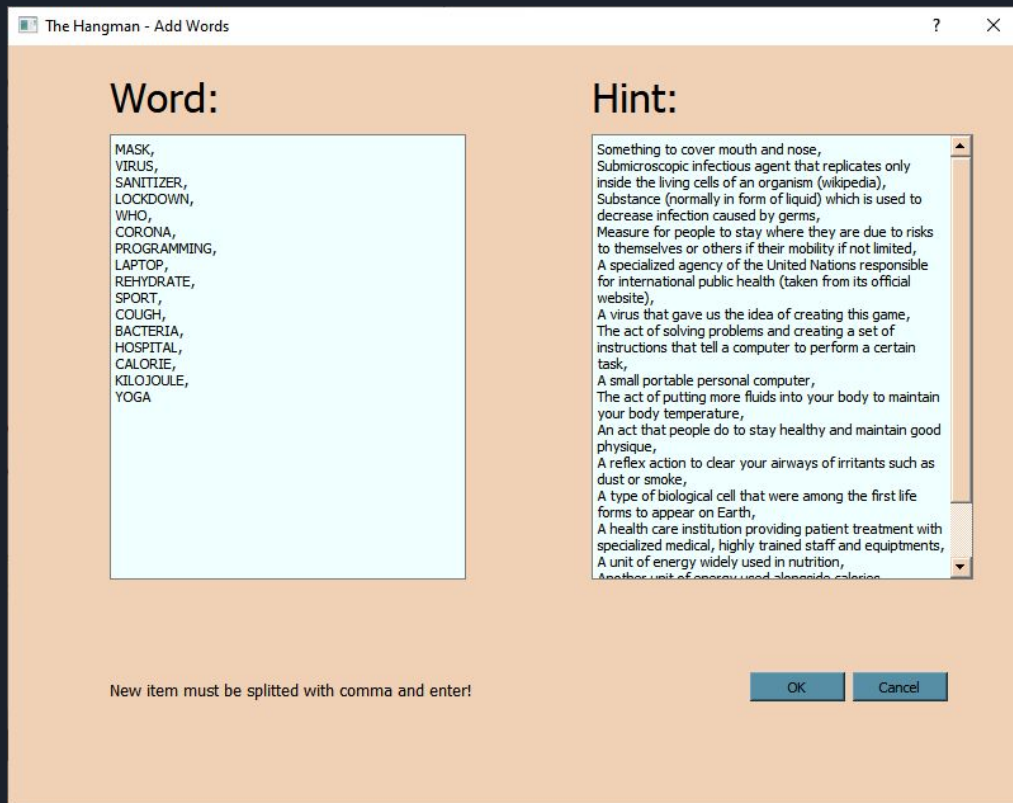 The Hangman - Add Words
?
Word:
Hint:
MASK,
VIRUS,
SANITIZER,
LOCKDOWN,
WHO,
CORONA,
PROGRAMMING,
LAPTOP,
REHYDRATE,
SPORT,
COUGH,
BACTERIA,
HOSPITAL,
CALORIE,
KILOJOULE,
YOGA
Something to cover mouth and nose,
Submicroscopic infectious agent that replicates only
inside the living cells of an organism (wikipedia),
Substance (normally in form of liquid) which is used to
decrease infection caused by germs,
Measure for people to stay where they are due to risks
to themselves or others if their mobility if not limited,
A specialized agency of the United Nations responsible
for international public health (taken from its official
website),
A virus that gave us the idea of creating this game,
The act of solving problems and creating a set of
instructions that tell a computer to perform a certain
task,
A small portable personal computer,
The act of putting more fluids into your body to maintain
your body temperature,
An act that people do to stay healthy and maintain good
physique,
A reflex action to clear your airways of irritants such as
dust or smoke,
A type of biological cell that were among the first life
forms to appear on Earth,
A health care institution providing patient treatment with
specialized medical, highly trained staff and equiptments,
A unit of energy widely used in nutrition,
Another unit of energy used alongside calories
New item must be splitted with comma and enter!
OK
Cancel